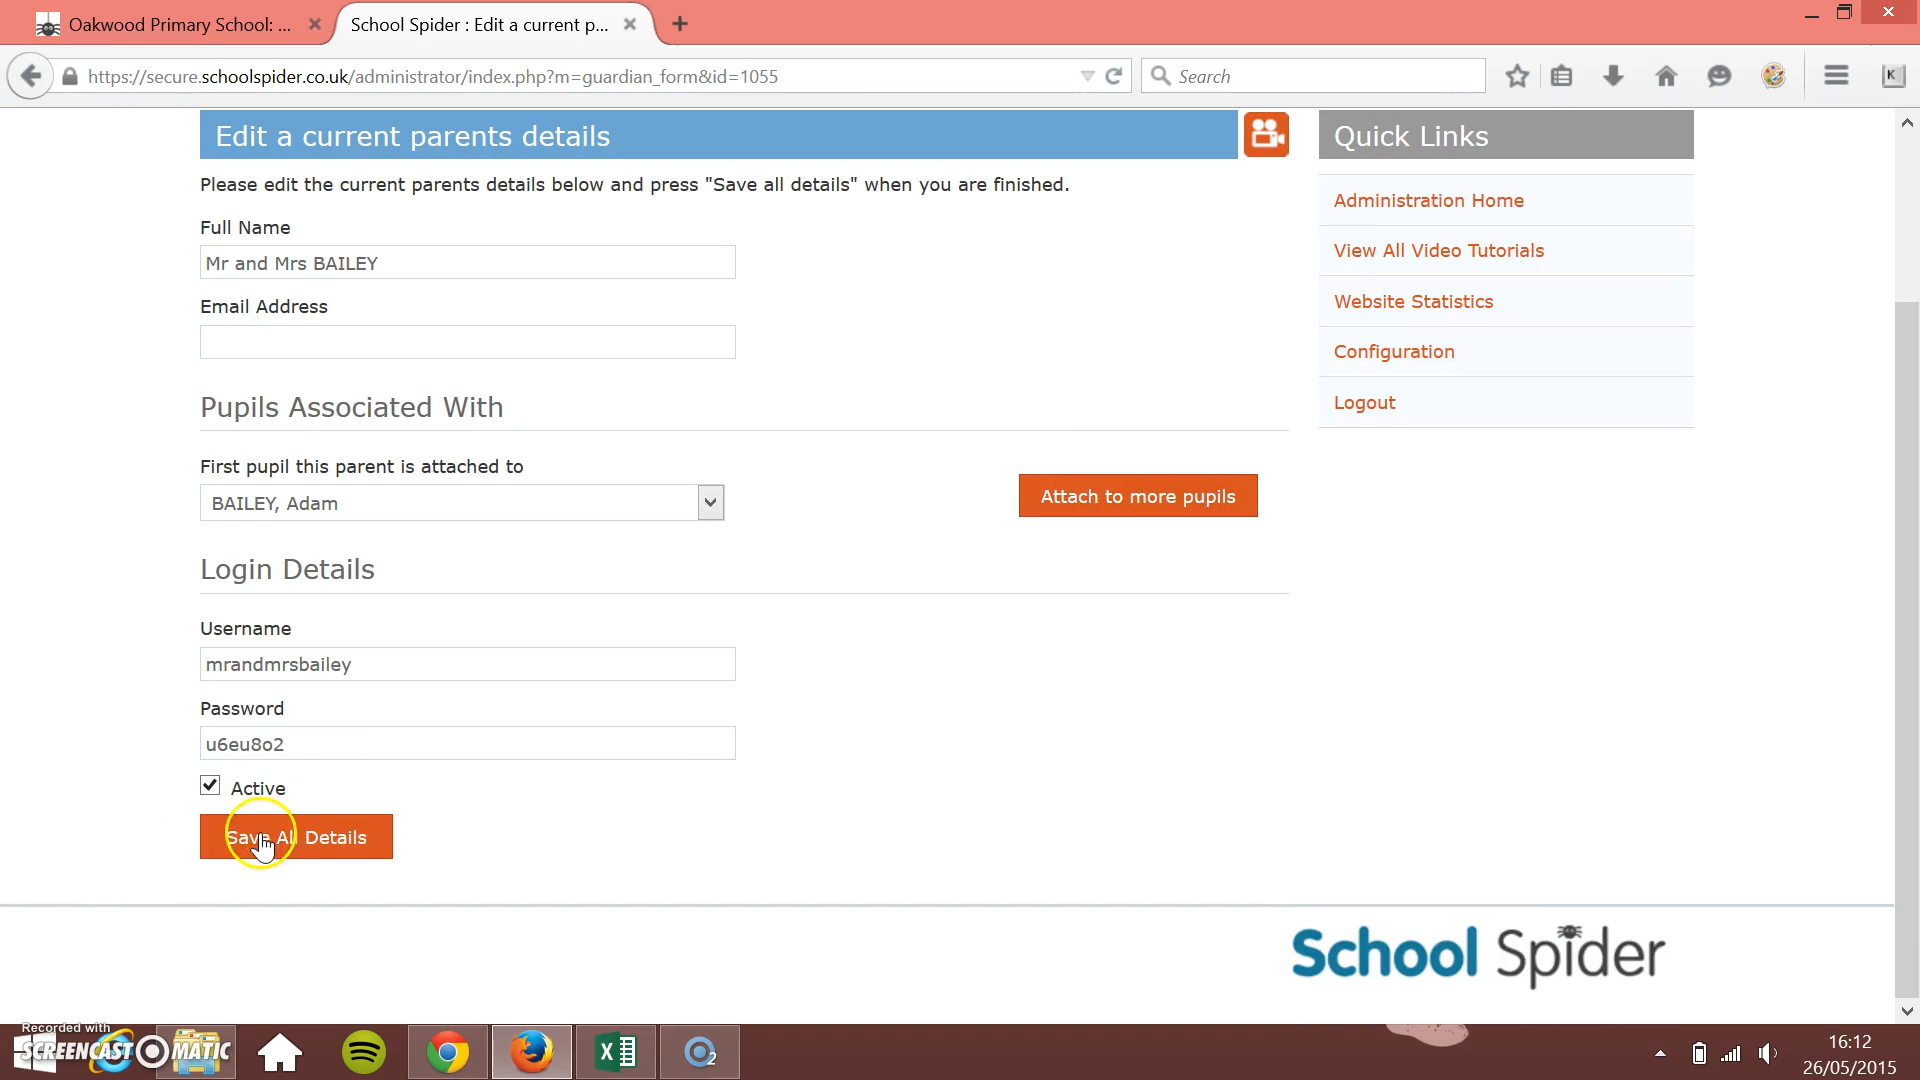 Oakwood Primary School: ...
School Spider : Edit a current p...
https://secure.schoolspider.co.uk/administrator/index.php?m=guardian_form&id=1055
Search
K
Edit a current parents details
Quick Links
Please edit the current parents details below and press "Save all details" when you are finished.
Administration Home
Full Name
View All Video Tutorials
Mr and Mrs BAILEY
Website Statistics
Email Address
Configuration
Logout
Pupils Associated With
First pupil this parent is attached to
BAILEY, Adam
Attach to more pupils
Login Details
Username
mrandmrsbailey
Password
u6eu8o2
Active
Save All Details
School Spider
Recorded with
SCREENCAST MATIC
2
16:12
26/05/2015